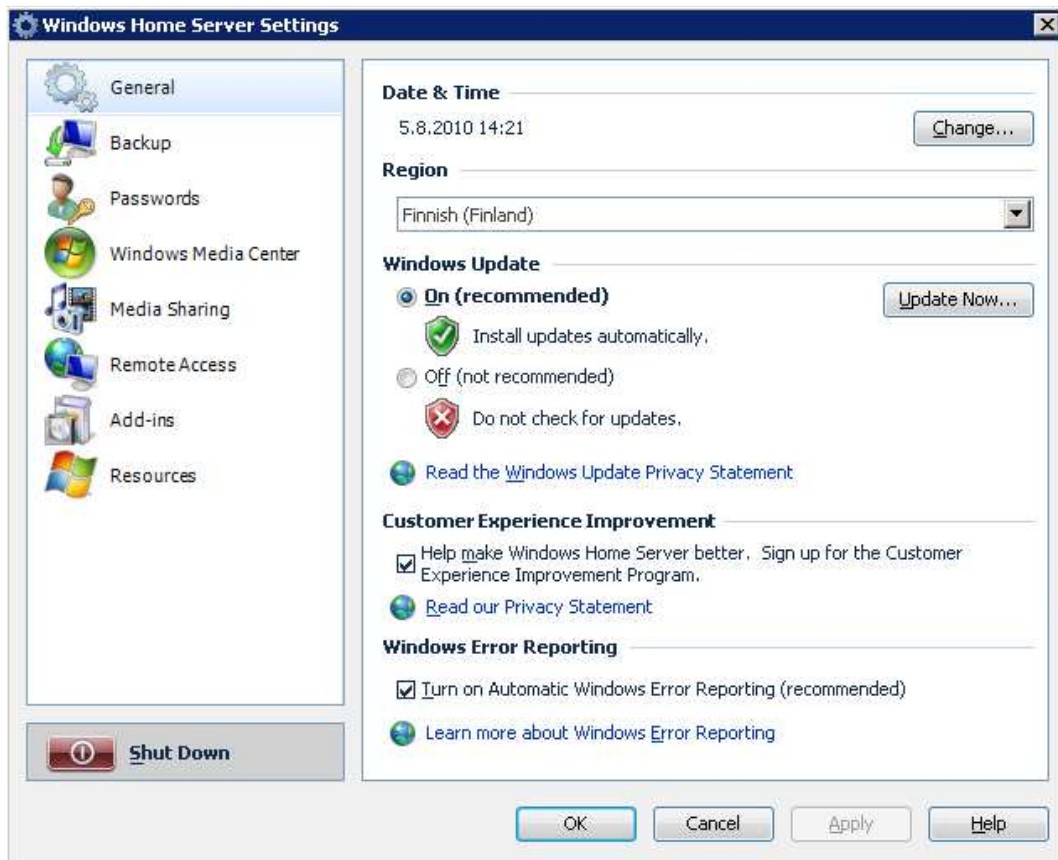 Windows Home Server Settings
General
Backup
Passwords
Windows Media Center
Media Sharing
Remote Access
Add-ins
Resources
Shut Down
Date & Time
5.8.2010 14:21
Change...
Region
Finnish (Finland)
Windows Update
On (recommended)
Update Now...
Install updates automatically.
Off (not recommended)
Do not check for updates.
Read the Windows Update Privacy Statement
Customer Experience Improvement
Help make Windows Home Server better. Sign up for the Customer
Experience Improvement Program.
Read our Privacy Statement
Windows Error Reporting
Turn on Automatic Windows Error Reporting (recommended)
Learn more about Windows Error Reporting
OK
Cancel
Apply
Help